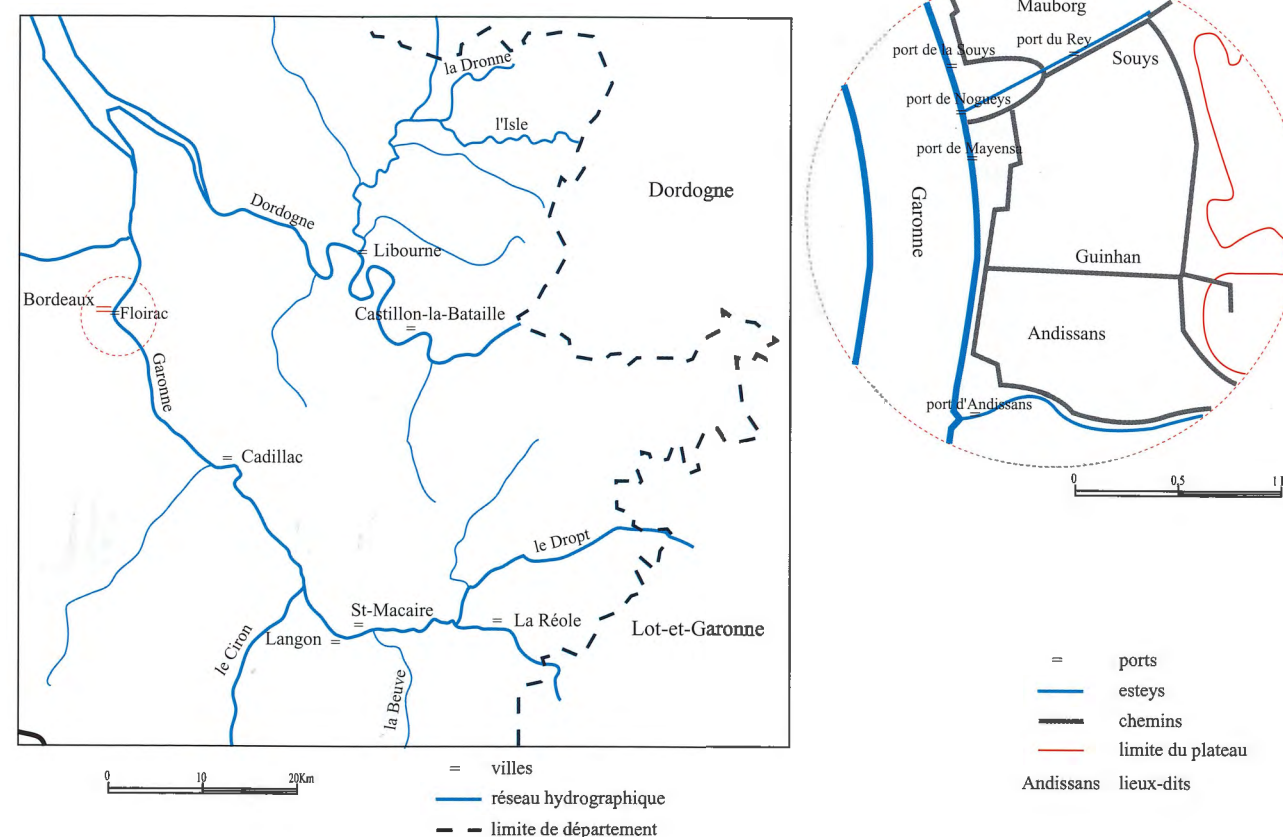 la Dronne
l'Isle
Dordogne
Dordogne
Libourne
Bordeaux
Floirac
Castillon-la-Bataille
Garonne
Cadillac
le Dropt
St-Macaire
La Réole
Langon
Lot-et-Garonne
le Ciron
la Beuve
0 10 20Km
= villes
réseau hydrographique
limite de département
Mauborg
port du Rey
port de la Souys
Souys
port de Nogueys
port de Mayensa
Garonne
Guinhan
Andissans
port d'Andissans
0 0,5 1
= ports
esteys
chemins
limite du plateau
Andissans lieux-dits